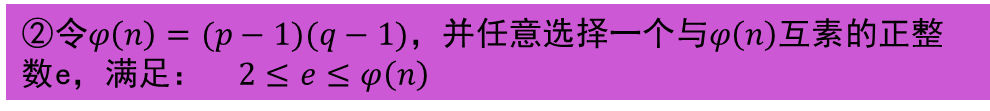 ②令φ(n) = (p − 1)(q − 1)，并任意选择一个与φ(n)互素的正整
数e，满足： 2 ≤ e ≤ φ(n)